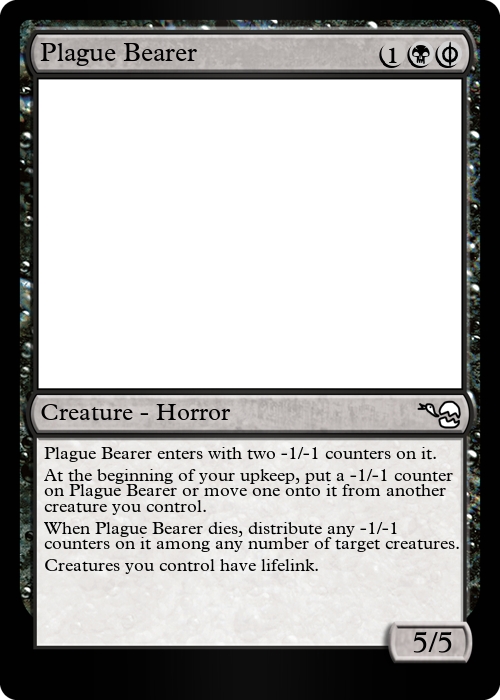 Plague Bearer
1
Creature - Horror
Plague Bearer enters with two -1/-1 counters on it.
At the beginning of your upkeep, put a -1/-1 counter
on Plague Bearer or move one onto it from another
creature you control.
When Plague Bearer dies, distribute any -1/-1
counters on it among any number of target creatures.
Creatures you control have lifelink.
5/5